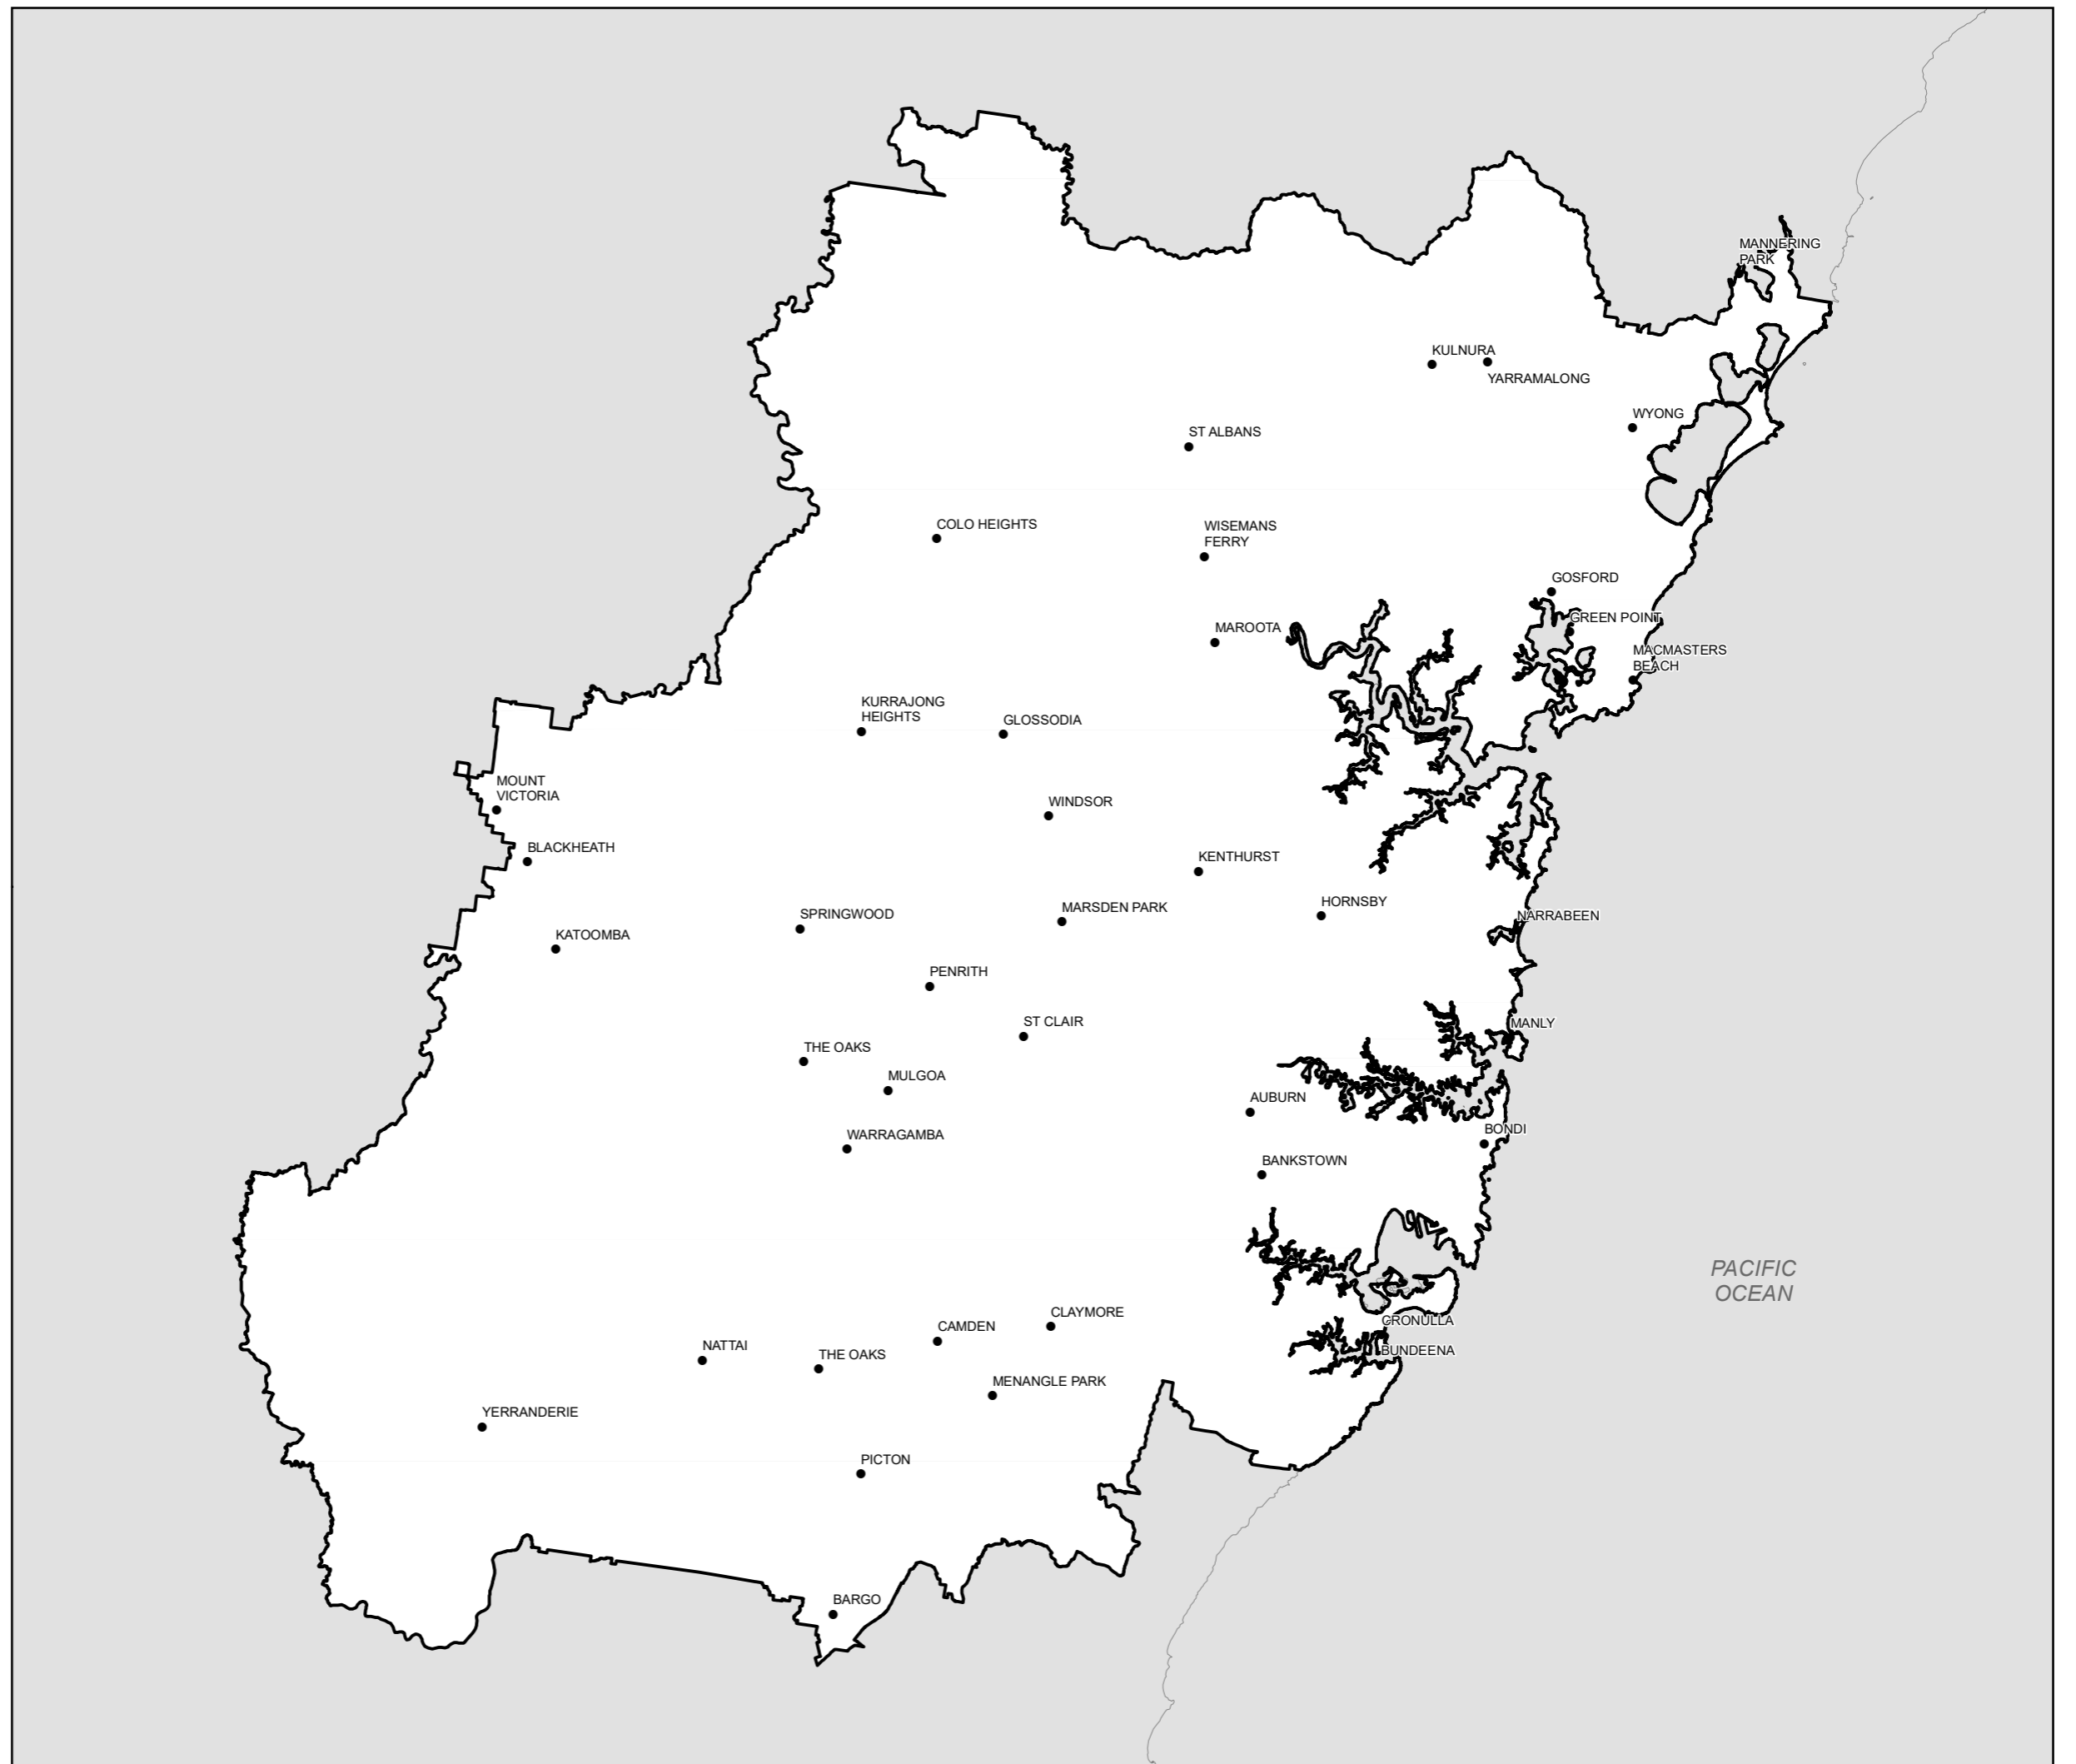 MANNERING
PARK
KULNURA
YARRAMALONG
WYONG
ST ALBANS
COLO HEIGHTS
WISEMANS
FERRY
GOSFORD
GREEN POINT
MAROOTA
MACMASTERS
BEACH
KURRAJONG
HEIGHTS
GLOSSODIA
MOUNT
VICTORIA
WINDSOR
BLACKHEATH
KENTHURST
HORNSBY
MARSDEN PARK
SPRINGWOOD
NARRABEEN
KATOOMBA
PENRITH
ST CLAIR
MANLY
THE OAKS
MULGOA
AUBURN
BONDI
WARRAGAMBA
BANKSTOWN
PACIFIC
OCEAN
CLAYMORE
CRONULLA
CAMDEN
NATTAI
THE OAKS
BUNDEENA
MENANGLE PARK
YERRANDERIE
PICTON
BARGO